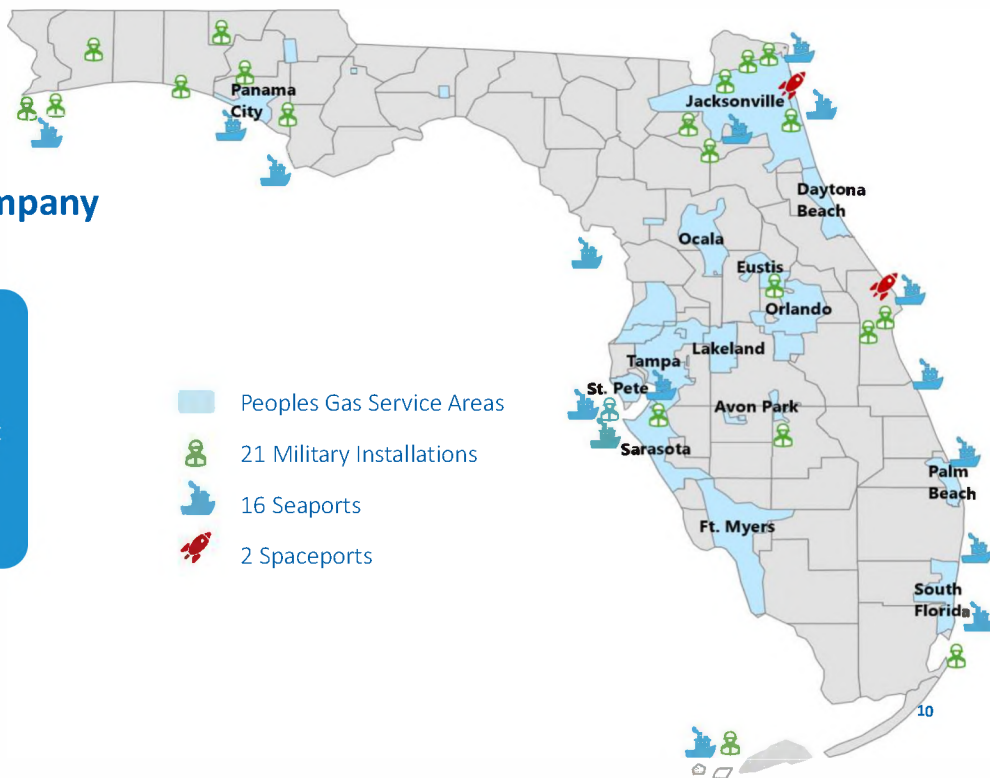 mpany
Peoples Gas Service Areas
21 Military Installations
16 Seaports
2 Spaceports
Panama
City
Jacksonville
Daytona
Beach
Ocala
Eustis
Orlando
Lakeland
Tampa
St. Pete
Avon Park
Sarasota
Palm
Beach
Ft. Myers
South
Florida
10